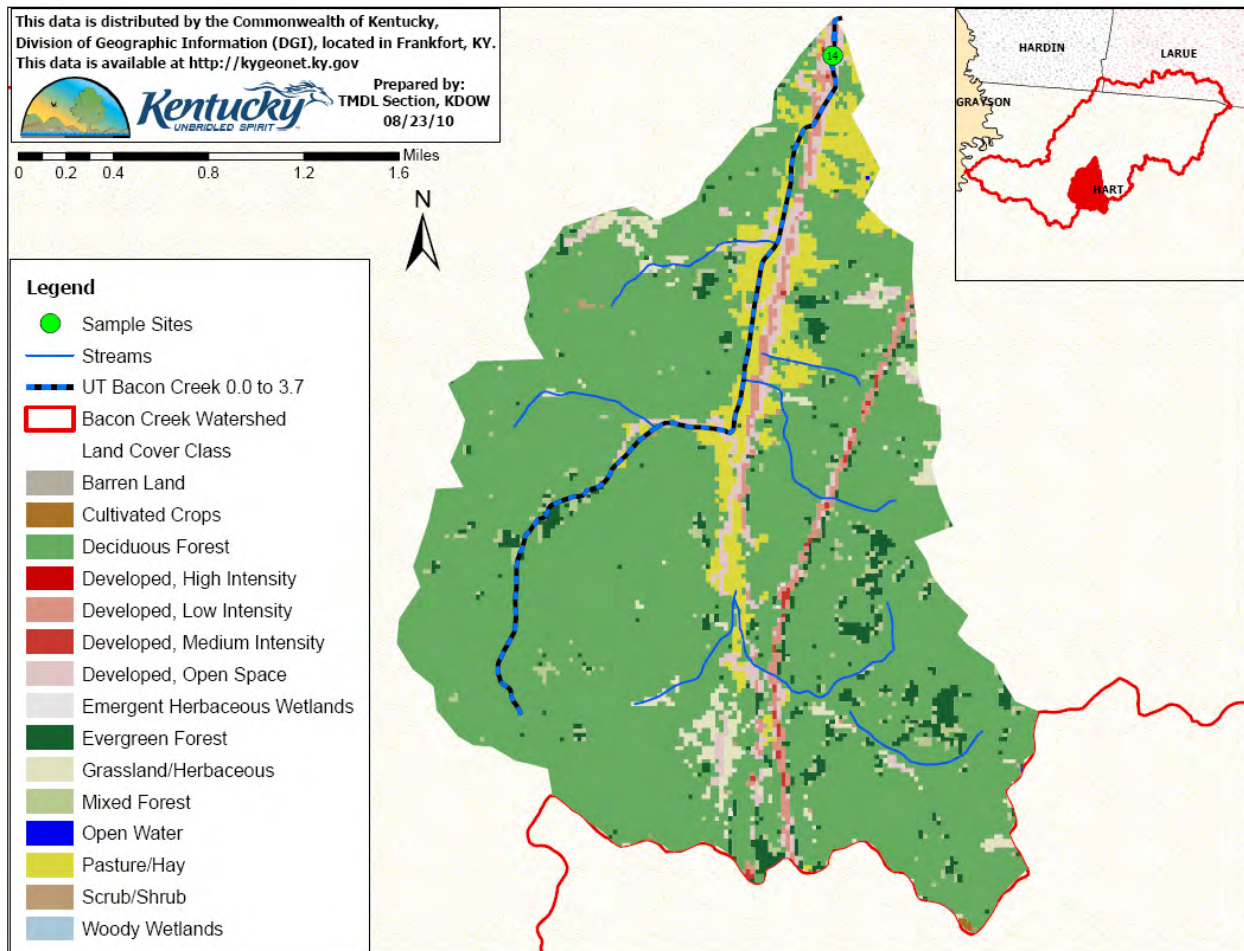 This data is distributed by the Commonwealth of Kentucky,
Division of Geographic Information (DGI), located in Frankfort, KY.
This data is available at http://kygeonet.ky.gov
Kentucky
UNBRIDLED SPIRIT
Prepared by:
TMDL Section, KDOW
08/23/10
Miles
0 0.2 0.4 0.8 1.2 1.6
N
14
HARDIN
LARUE
GRAYSON
HART
Legend
Sample Sites
Streams
UT Bacon Creek 0.0 to 3.7
Bacon Creek Watershed
Land Cover Class
Barren Land
Cultivated Crops
Deciduous Forest
Developed, High Intensity
Developed, Low Intensity
Developed, Medium Intensity
Developed, Open Space
Emergent Herbaceous Wetlands
Evergreen Forest
Grassland/Herbaceous
Mixed Forest
Open Water
Pasture/Hay
Scrub/Shrub
Woody Wetlands